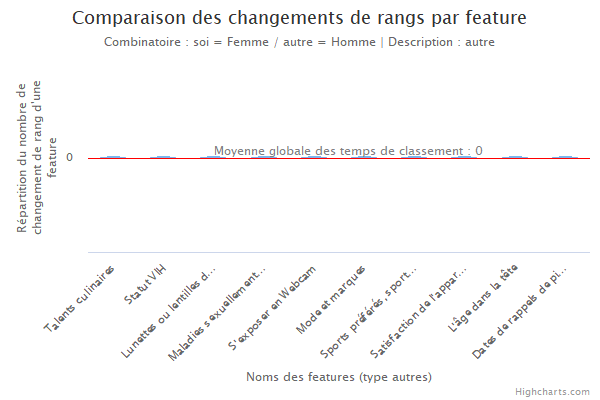 Comparaison des changements de rangs par feature
Combinatoire : soi = Femme / autre = Homme | Description : autre
Répartition du nombre de
changement de rang d'une
feature
0
Moyenne globale des temps de classement : 0
Talents culinaires
Statut VIH
Lunettes ou lentilles d...
Maladies sexuellement...
S'exposer en Webcam
Mode et marques
Sports préférés, sport...
Satisfaction de l'appar...
L'âge dans la tête
Dates de rappels de pi...
Noms des features (type autres)
Highcharts.com